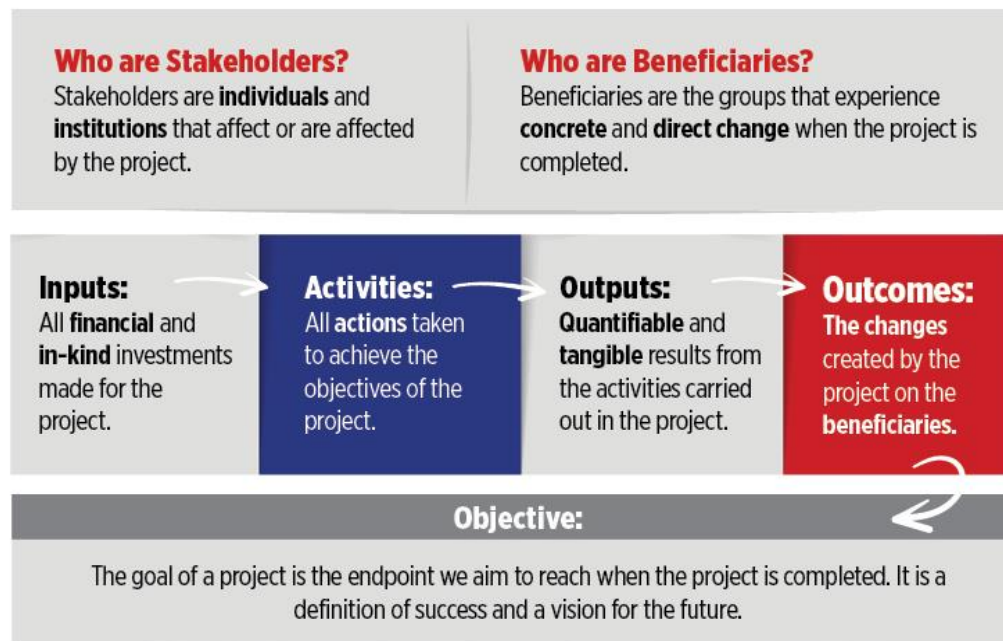 Who are Stakeholders?
Stakeholders are individuals and
institutions that affect or are affected
by the project.
Who are Beneficiaries?
Beneficiaries are the groups that experience
concrete and direct change when the project is
completed.
Inputs:
All financial and
in-kind investments
made for the
project.
Activities:
All actions taken
to achieve the
objectives of the
project.
Outputs:
Quantifiable and
tangible results from
the activities carried
out in the project.
Outcomes:
The changes
created by the
project on the
beneficiaries.
Objective:
The goal of a project is the endpoint we aim to reach when the project is completed. It is a
definition of success and a vision for the future.